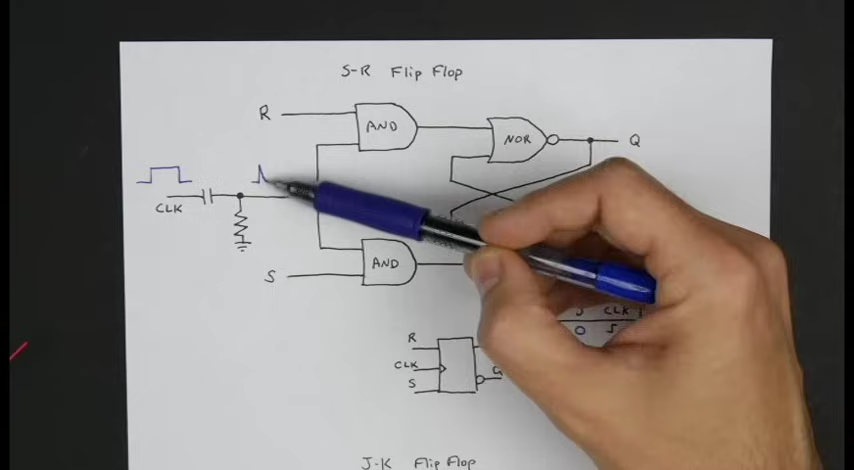 S-R Flip Flop
R
AND
NOR
Q
CLK
AND
S
CLK
0
R
CLK
S
J-K Flip Flop